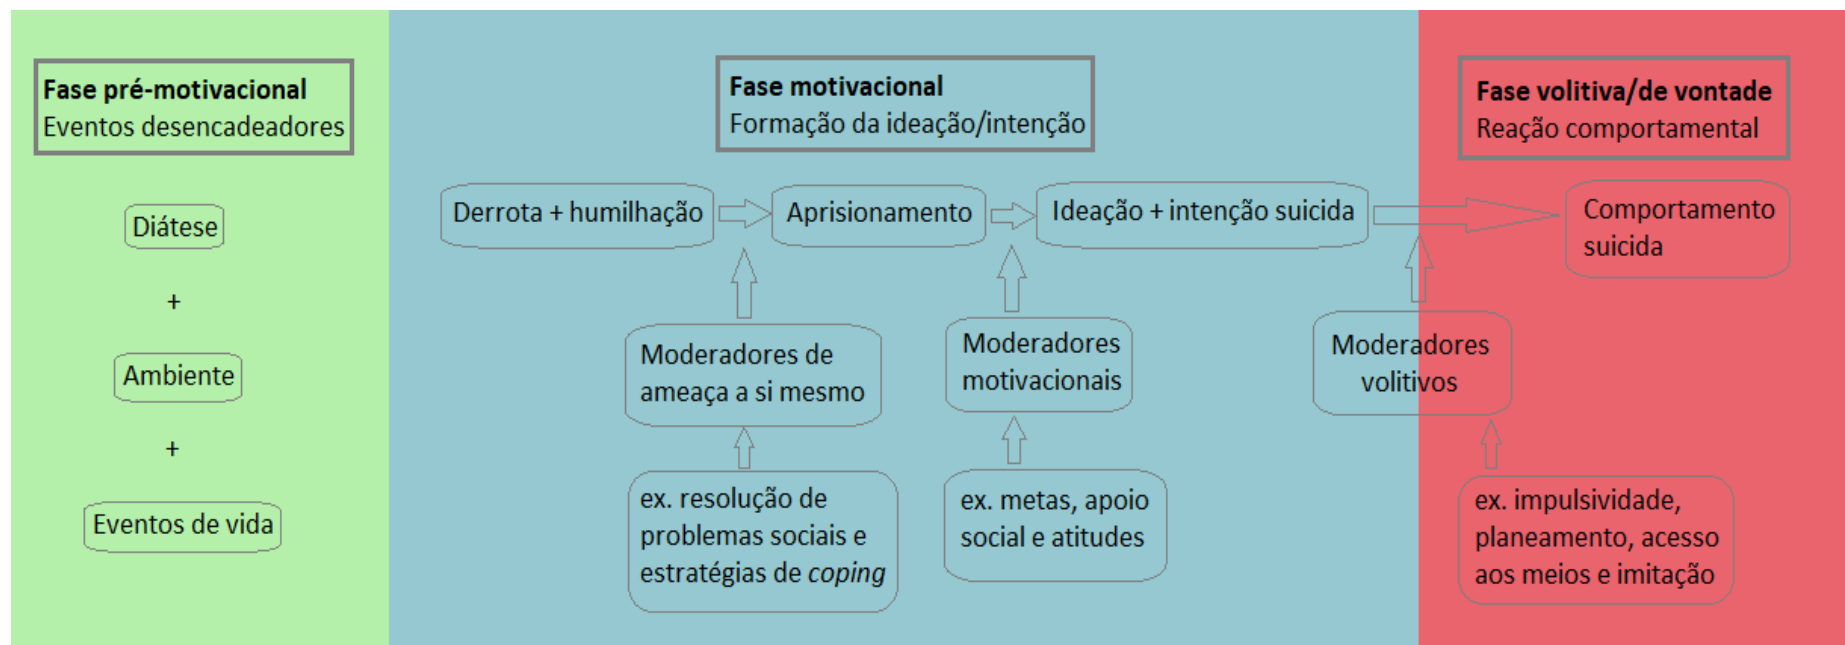 Fase pré-motivacional
Eventos desencadeadores
Diátese
+
Ambiente
+
Eventos de vida
Fase motivacional
Formação da ideação/intenção
Derrota + humilhação
Aprisionamento
Ideação + intenção suicida
Moderadores de
ameaça a si mesmo
Moderadores
motivacionais
Moderadores
volitivos
ex. resolução de
problemas sociais e
estratégias de coping
ex. metas, apoio
social e atitudes
Fase volitiva/de vontade
Reação comportamental
Comportamento
suicida
ex. impulsividade,
planeamento, acesso
aos meios e imitação